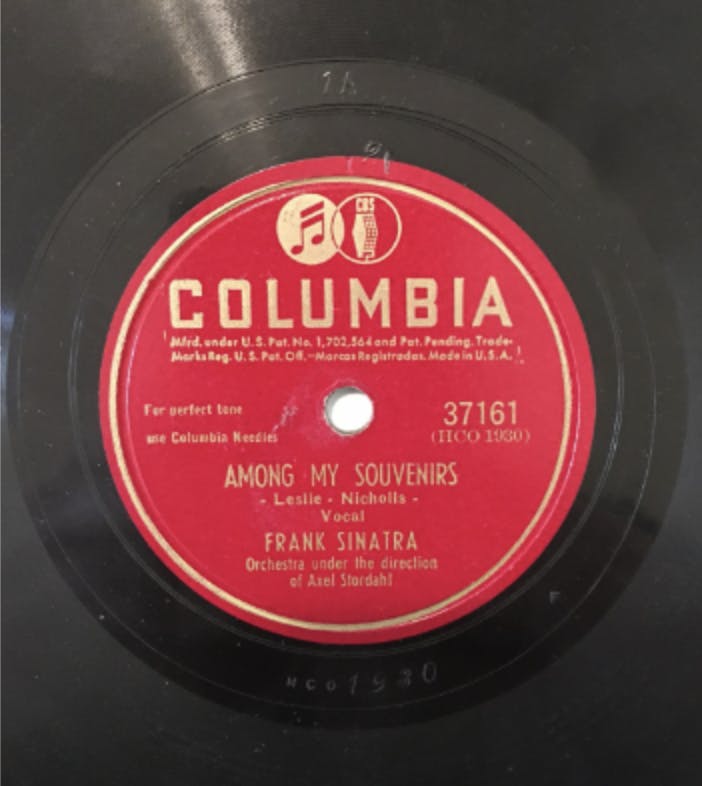 1A
CBS
COLUMBIA
Mfrd. under U.S. Pat. No. 1,702,564 and Pat. Pending. Trade-
Marks Reg. U.S. Pat. Off.—Marcas Registradas. Made in U.S.A.
For perfect tone
use Columbia Needles
37161
(HCO 1930)
AMONG MY SOUVENIRS
- Leslie - Nicholls -
Vocal
FRANK SINATRA
Orchestra under the direction
of Axel Stordahl
HCO1930